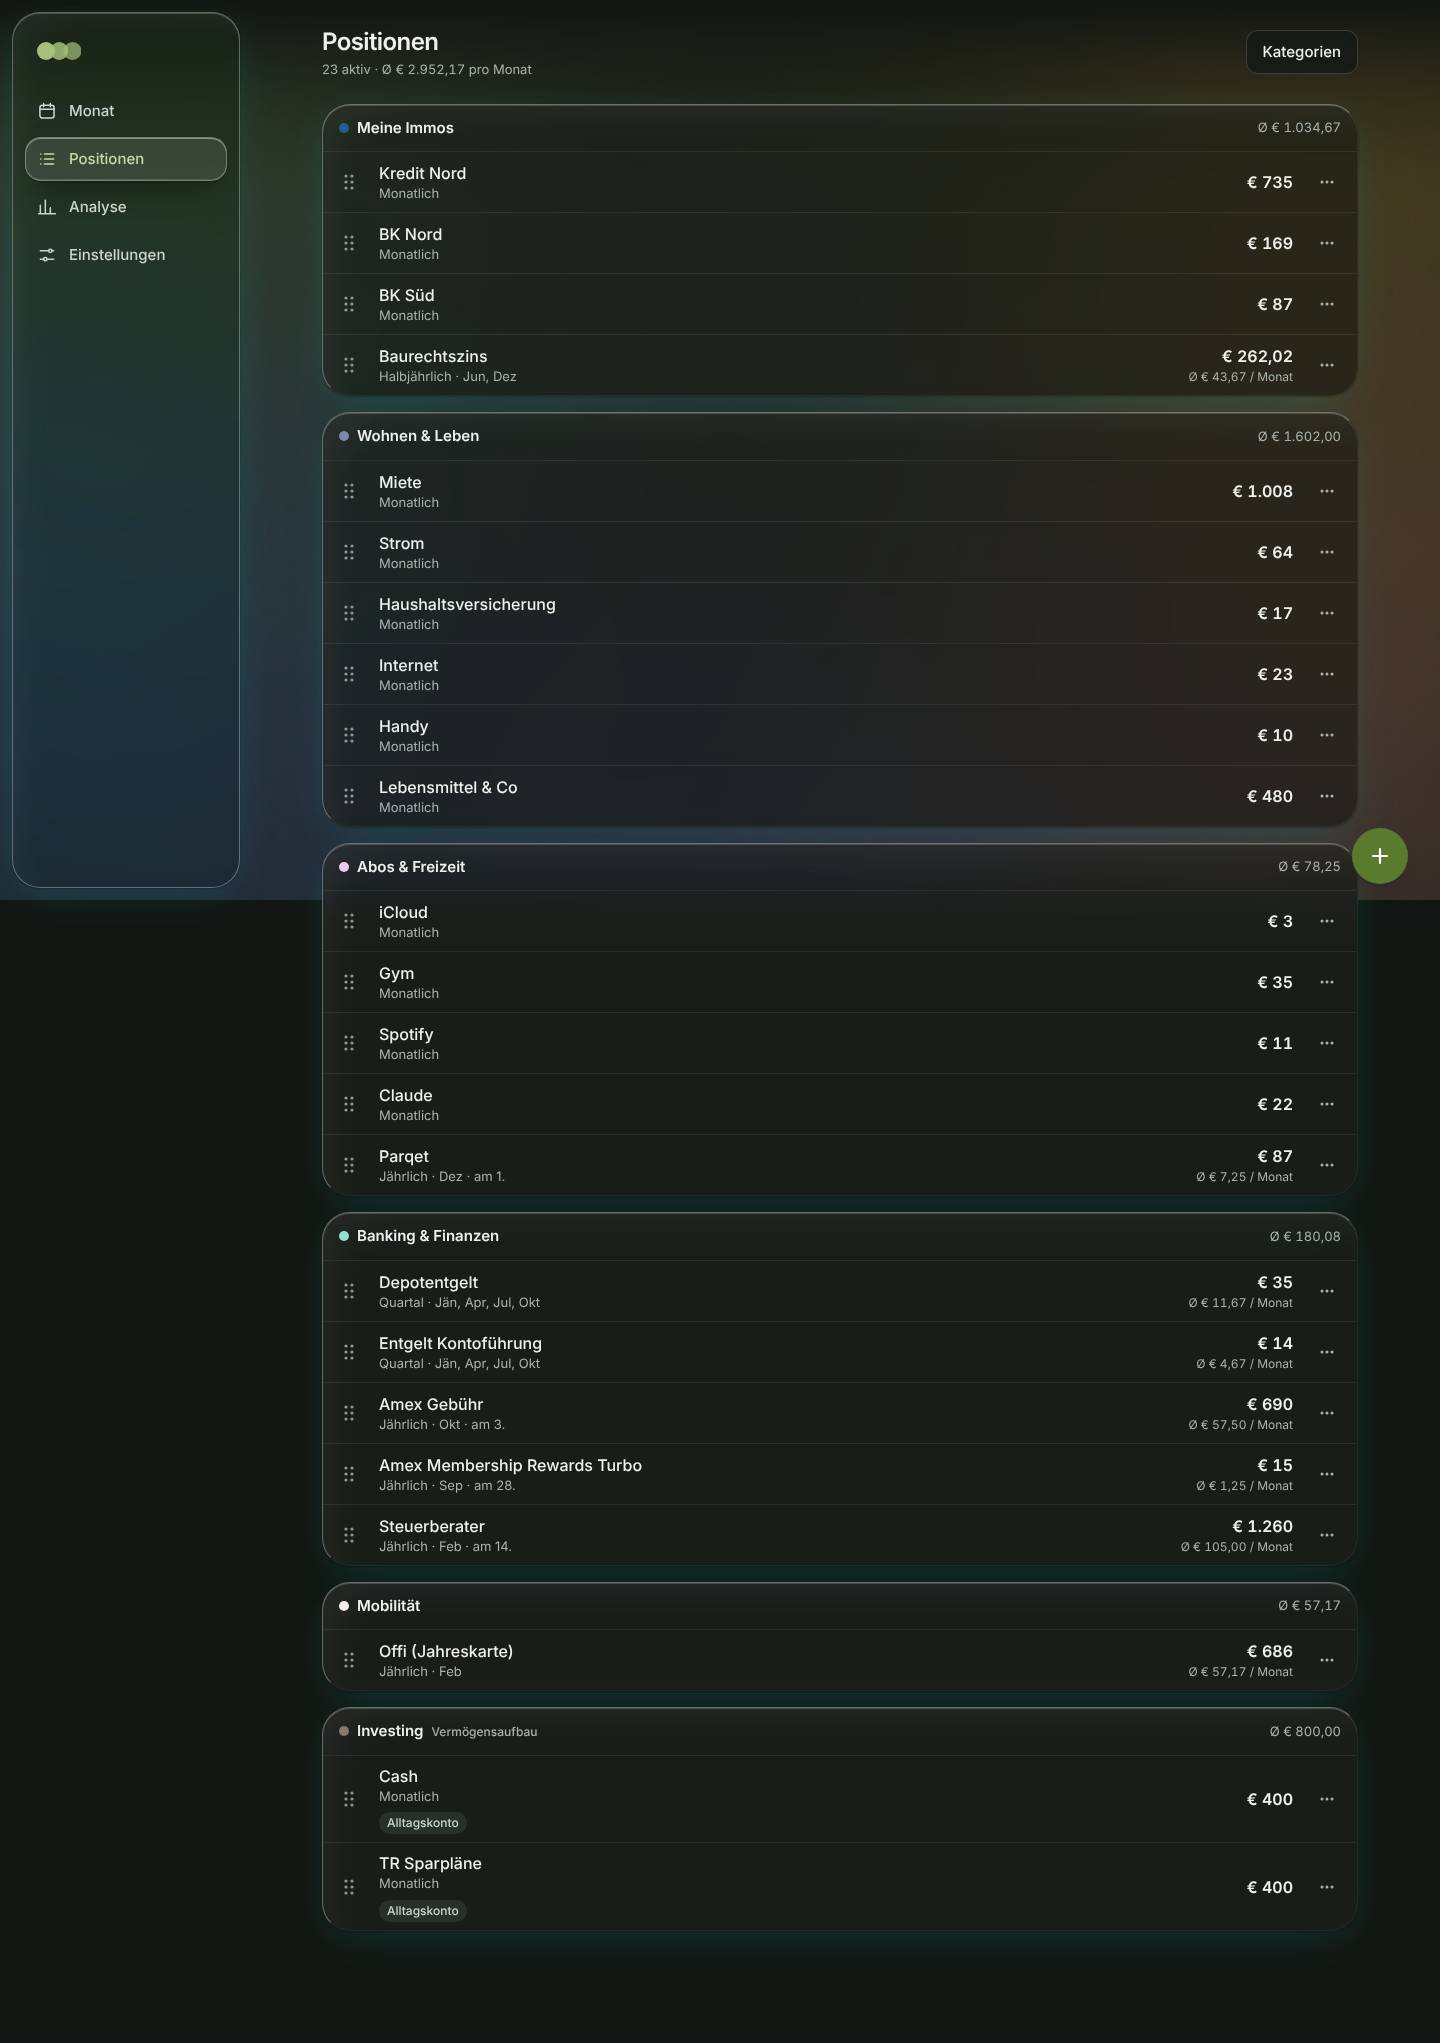 Monat
Positionen
Analyse
Einstellungen
Positionen
23 aktiv · Ø € 2.952,17 pro Monat
Kategorien
Meine Immos Ø € 1.034,67
Kredit Nord
Monatlich
€ 735
BK Nord
Monatlich
€ 169
BK Süd
Monatlich
€ 87
Baurechtszins
Halbjährlich · Jun, Dez
€ 262,02
Ø € 43,67 / Monat
Wohnen & Leben Ø € 1.602,00
Miete
Monatlich
€ 1.008
Strom
Monatlich
€ 64
Haushaltsversicherung
Monatlich
€ 17
Internet
Monatlich
€ 23
Handy
Monatlich
€ 10
Lebensmittel & Co
Monatlich
€ 480
Abos & Freizeit Ø € 78,25
iCloud
Monatlich
€ 3
Gym
Monatlich
€ 35
Spotify
Monatlich
€ 11
Claude
Monatlich
€ 22
Parqet
Jährlich · Dez · am 1.
€ 87
Ø € 7,25 / Monat
Banking & Finanzen Ø € 180,08
Depotentgelt
Quartal · Jän, Apr, Jul, Okt
€ 35
Ø € 11,67 / Monat
Entgelt Kontoführung
Quartal · Jän, Apr, Jul, Okt
€ 14
Ø € 4,67 / Monat
Amex Gebühr
Jährlich · Okt · am 3.
€ 690
Ø € 57,50 / Monat
Amex Membership Rewards Turbo
Jährlich · Sep · am 28.
€ 15
Ø € 1,25 / Monat
Steuerberater
Jährlich · Feb · am 14.
€ 1.260
Ø € 105,00 / Monat
Mobilität Ø € 57,17
Offi (Jahreskarte)
Jährlich · Feb
€ 686
Ø € 57,17 / Monat
Investing Vermögensaufbau Ø € 800,00
Cash
Monatlich
Alltagskonto
€ 400
TR Sparpläne
Monatlich
Alltagskonto
€ 400